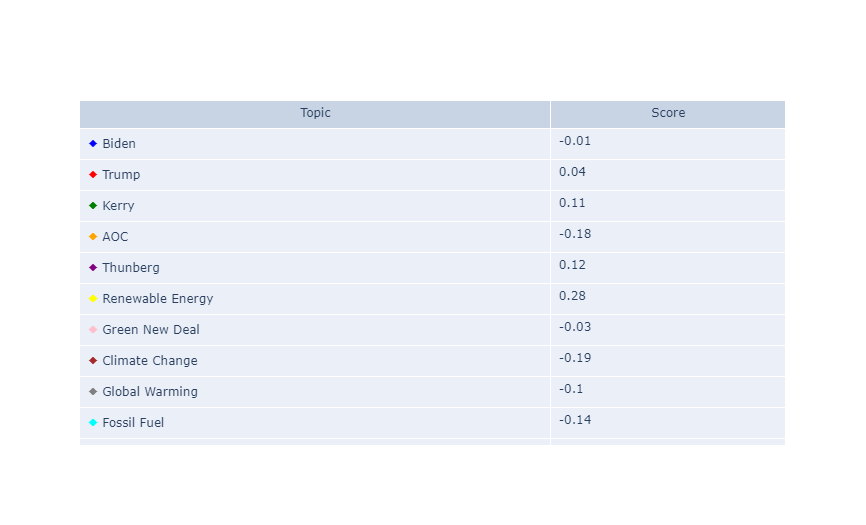 Topic Score
Biden -0.01
Trump 0.04
Kerry 0.11
AOC -0.18
Thunberg 0.12
Renewable Energy 0.28
Green New Deal -0.03
Climate Change -0.19
Global Warming -0.1
Fossil Fuel -0.14